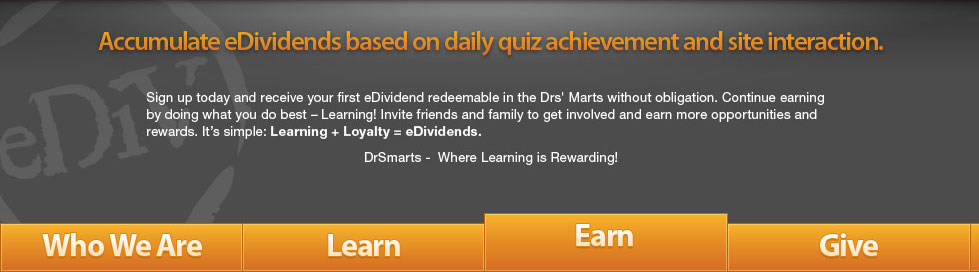 Accumulate eDividends based on daily quiz achievement and site interaction.
Sign up today and receive your first eDividend redeemable in the Drs' Marts without obligation. Continue earning
by doing what you do best – Learning! Invite friends and family to get involved and earn more opportunities and
rewards. It's simple: Learning + Loyalty = eDividends.
DrSmarts - Where Learning is Rewarding!
eDiV
Who We Are
Learn
Earn
Give